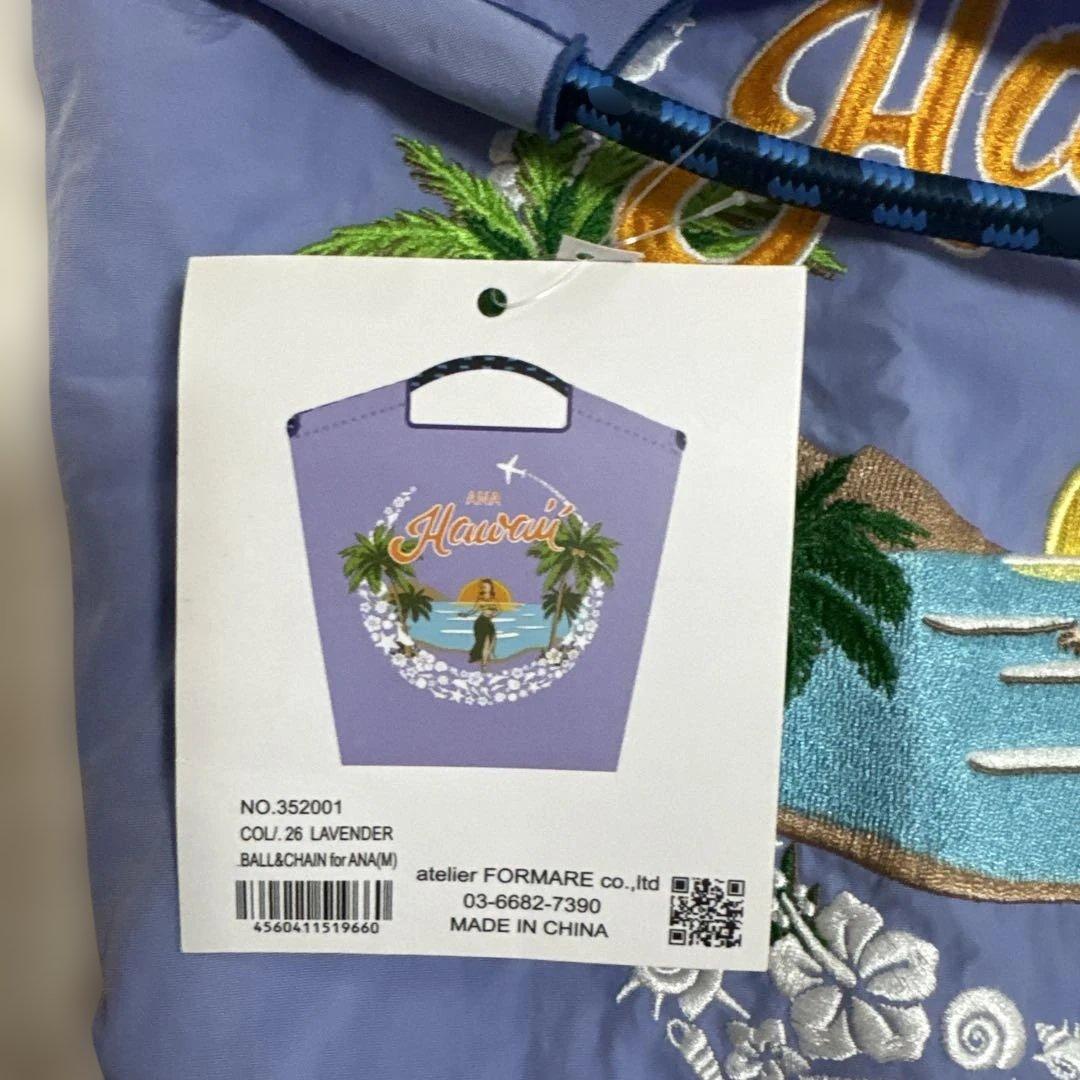 Ha
ANA
Hawaii
NO.352001
COL/. 26 LAVENDER
BALL&CHAIN for ANA(M)
4560411519660
atelier FORMARE co.,ltd
03-6682-7390
MADE IN CHINA